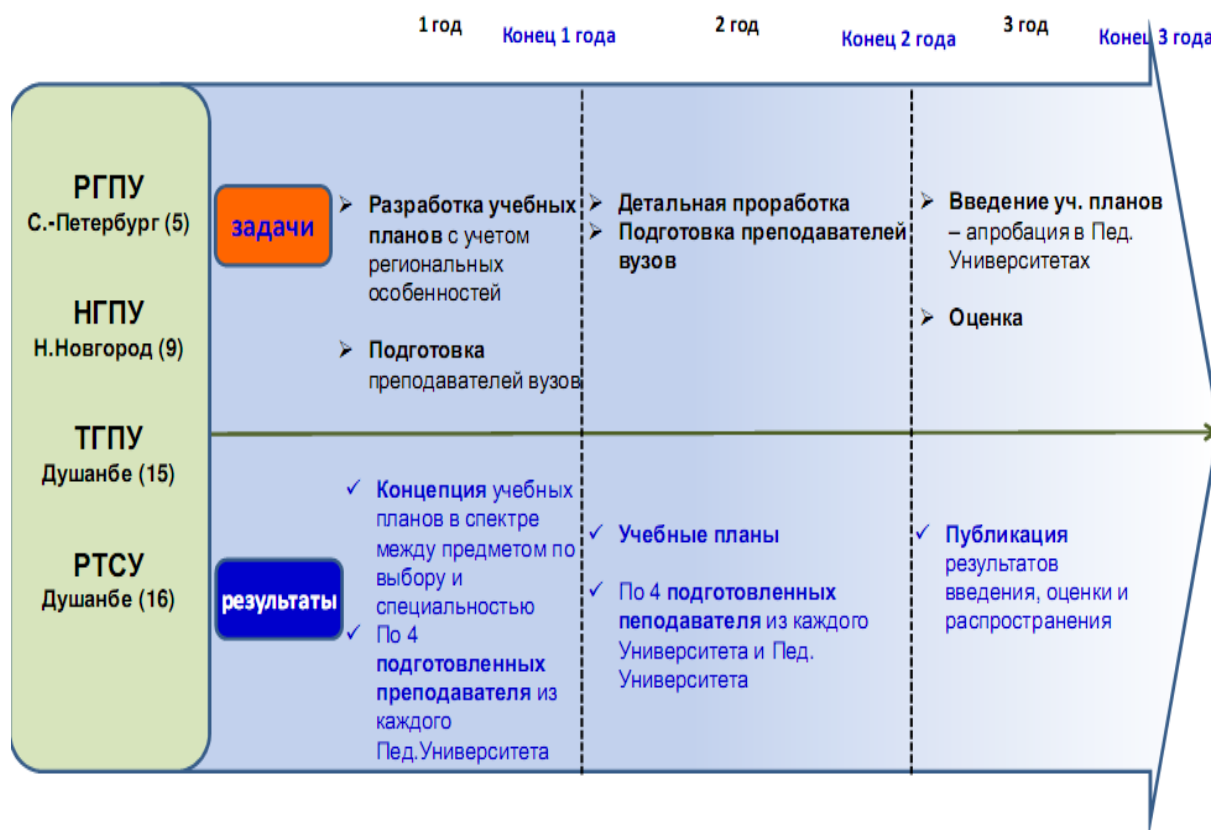 1 год
Конец 1 года
2 год
Конец 2 года
3 год
Конец 3 года
РГПУ
С.-Петербург (5)
НГПУ
Н.Новгород (9)
ТГПУ
Душанбе (15)
РТСУ
Душанбе (16)
задачи
➢ Разработка учебных
планов с учетом
региональных
особенностей
➢ Подготовка
преподавателей вузов
➢ Детальная проработка
➢ Подготовка преподавателей
вузов
➢ Введение уч. планов
– апробация в Пед.
Университетах
➢ Оценка
результаты
✓ Концепция учебных
планов в спектре
между предметом по
выбору и
специальностью
✓ По 4
подготовленных
преподавателя из
каждого
Пед.Университета
✓ Учебные планы
✓ По 4 подготовленных
пеподавателя из каждого
Университета и Пед.
Университета
✓ Публикация
результатов
введения, оценки и
распространения